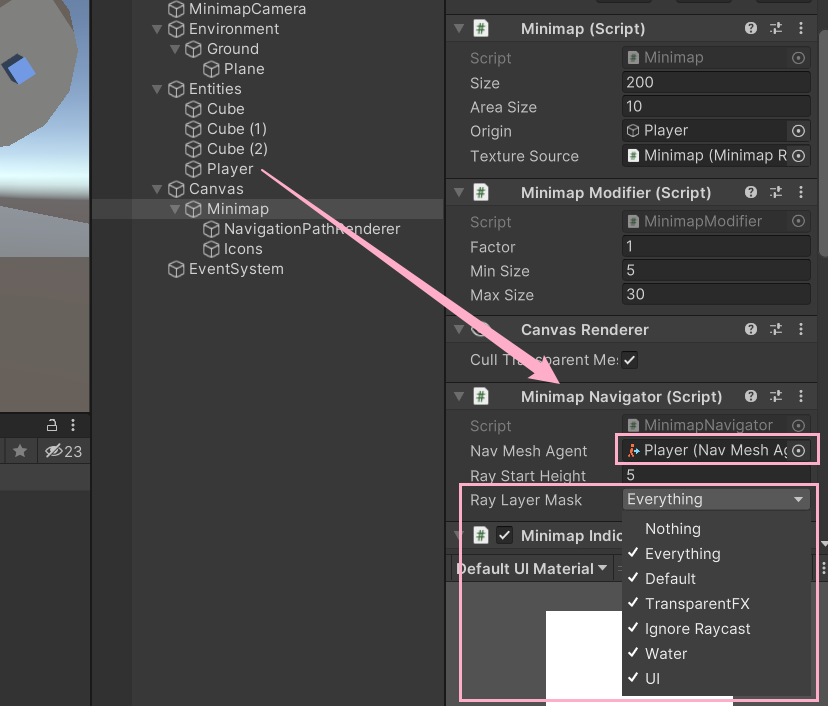 MinimapCamera
Environment
Ground
Plane
Entities
Cube
Cube (1)
Cube (2)
Player
Canvas
Minimap
NavigationPathRenderer
Icons
EventSystem
23
Minimap (Script)
Script Minimap
Size 200
Area Size 10
Origin Player
Texture Source Minimap (Minimap R
Minimap Modifier (Script)
Script MinimapModifier
Factor 1
Min Size 5
Max Size 30
Canvas Renderer
Cull Transparent Mes
Minimap Navigator (Script)
Script MinimapNavigator
Nav Mesh Agent Player (Nav Mesh Ag
Ray Start Height 5
Ray Layer Mask Everything
Minimap Indic
Nothing
Everything
Default
TransparentFX
Ignore Raycast
Water
UI
Default UI Material